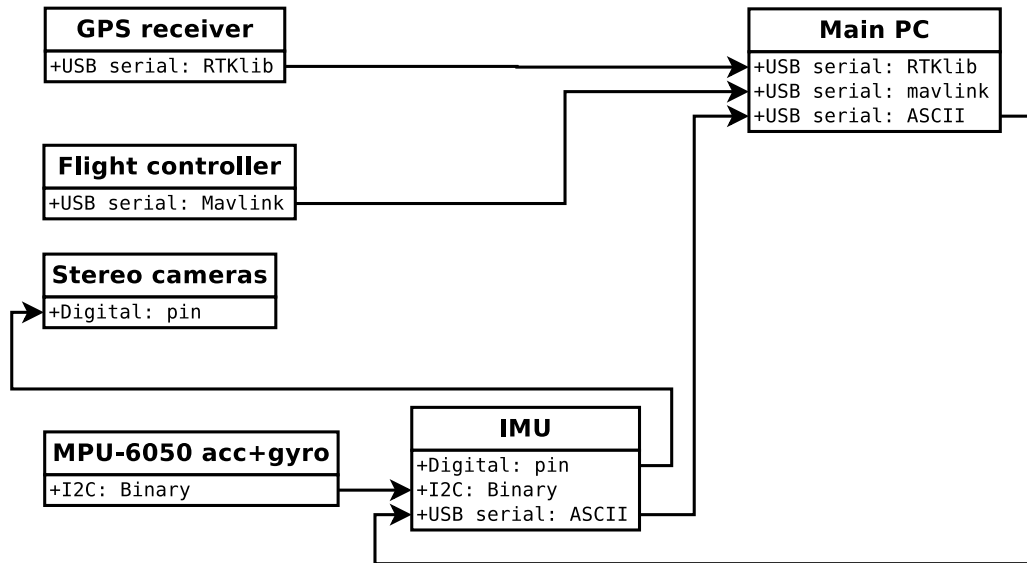 GPS receiver
+USB serial: RTKlib
Main PC
+USB serial: RTKlib
+USB serial: mavlink
+USB serial: ASCII
Flight controller
+USB serial: Mavlink
Stereo cameras
+Digital: pin
MPU-6050 acc+gyro
+I2C: Binary
IMU
+Digital: pin
+I2C: Binary
+USB serial: ASCII